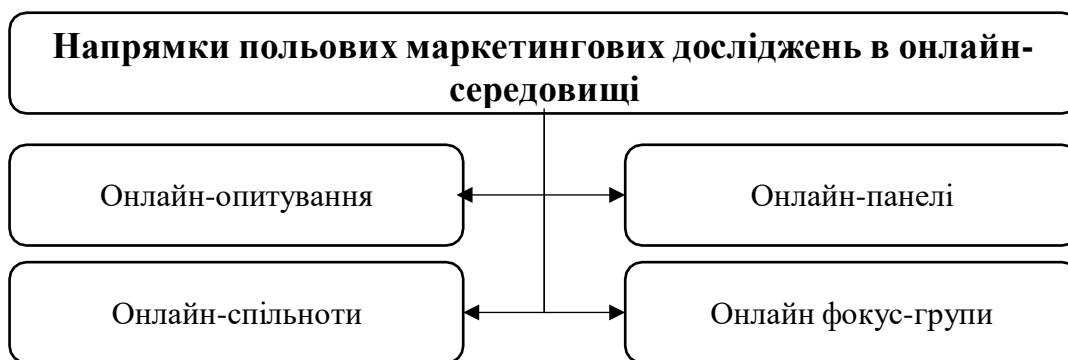 Напрямки польових маркетингових досліджень в онлайн-
середовищі
Онлайн-опитування
Онлайн-панелі
Онлайн-спільноти
Онлайн фокус-групи